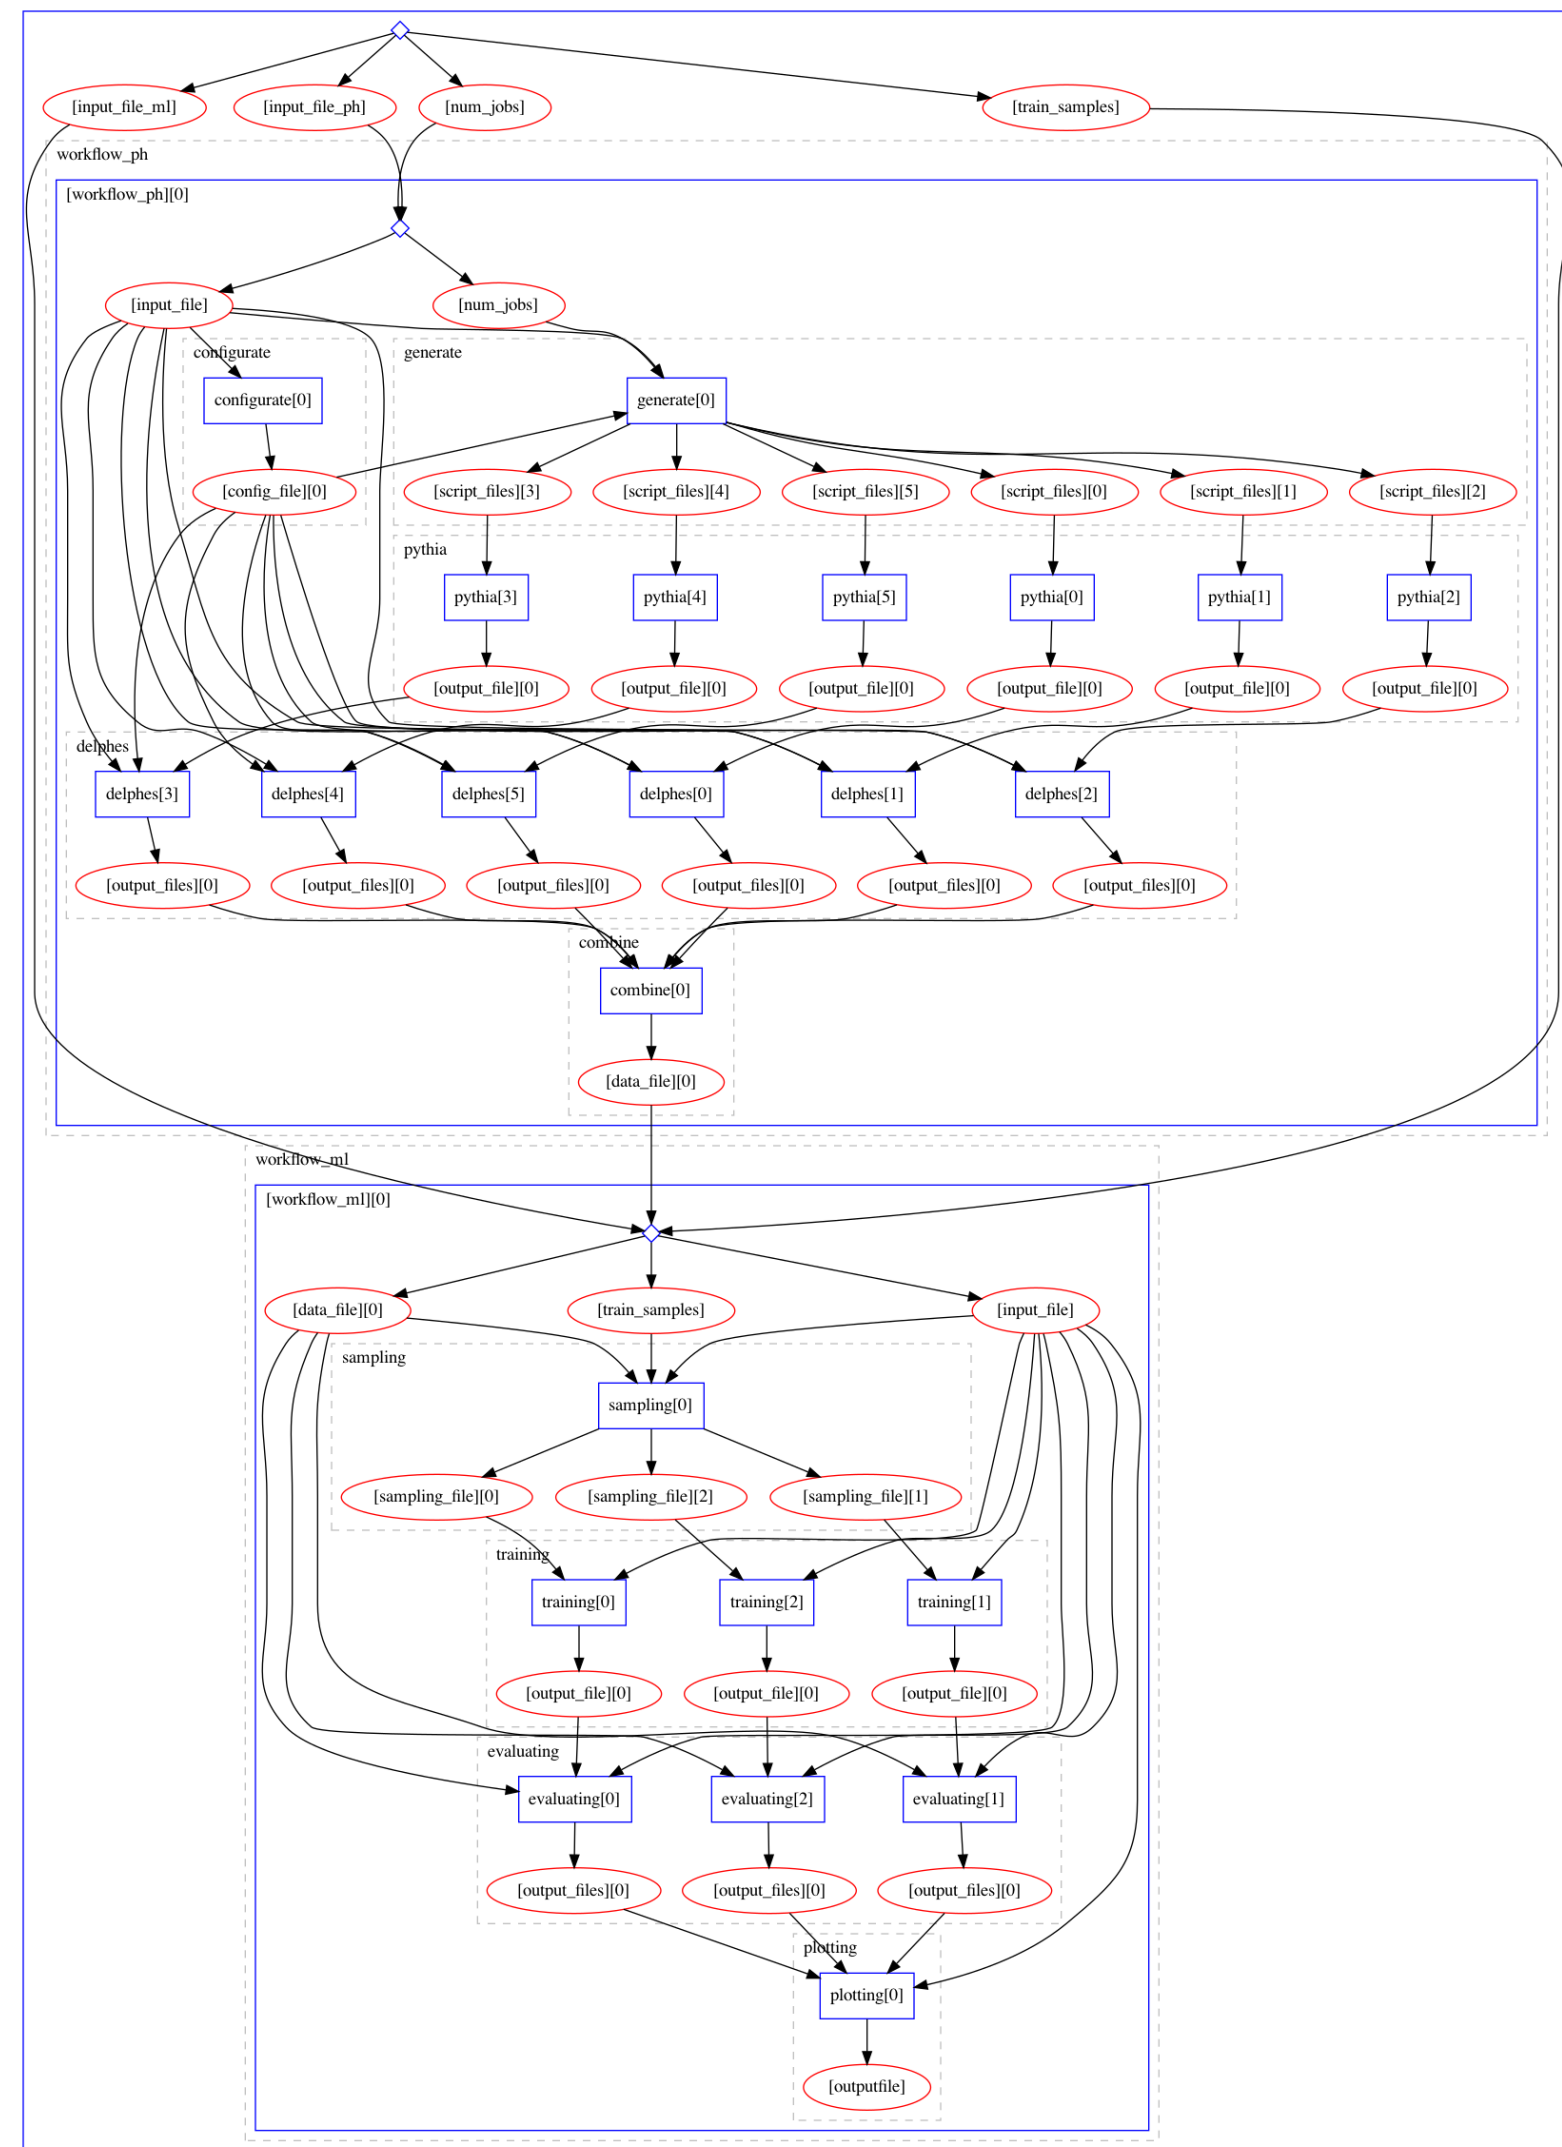 [input_file_ml]
[input_file_ph]
[num_jobs]
[train_samples]
workflow_ph
[workflow_ph][0]
[input_file]
[num_jobs]
configurate
generate
configurate[0]
generate[0]
[config_file][0]
[script_files][3]
[script_files][4]
[script_files][5]
[script_files][0]
[script_files][1]
[script_files][2]
pythia
pythia[3]
pythia[4]
pythia[5]
pythia[0]
pythia[1]
pythia[2]
[output_file][0]
[output_file][0]
[output_file][0]
[output_file][0]
[output_file][0]
[output_file][0]
delphes
delphes[3]
delphes[4]
delphes[5]
delphes[0]
delphes[1]
delphes[2]
[output_files][0]
[output_files][0]
[output_files][0]
[output_files][0]
[output_files][0]
[output_files][0]
combine
combine[0]
[data_file][0]
workflow_ml
[workflow_ml][0]
[data_file][0]
[train_samples]
[input_file]
sampling
sampling[0]
[sampling_file][0]
[sampling_file][2]
[sampling_file][1]
training
training[0]
training[2]
training[1]
[output_file][0]
[output_file][0]
[output_file][0]
evaluating
evaluating[0]
evaluating[2]
evaluating[1]
[output_files][0]
[output_files][0]
[output_files][0]
plotting
plotting[0]
[outputfile]